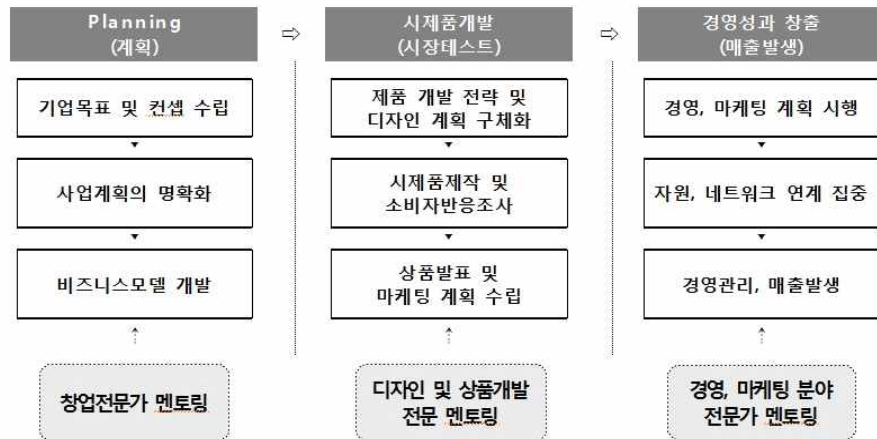 Planning
(계획)
⇨
시제품개발
(시장테스트)
⇨
경영성과 창출
(매출발생)
기업목표 및 컨셉 수립
사업계획의 명확화
비즈니스모델 개발
창업전문가 멘토링
제품 개발 전략 및
디자인 계획 구체화
시제품제작 및
소비자반응조사
상품발표 및
마케팅 계획 수립
디자인 및 상품개발
전문 멘토링
경영, 마케팅 계획 시행
자원, 네트워크 연계 집중
경영관리, 매출발생
경영, 마케팅 분야
전문가 멘토링